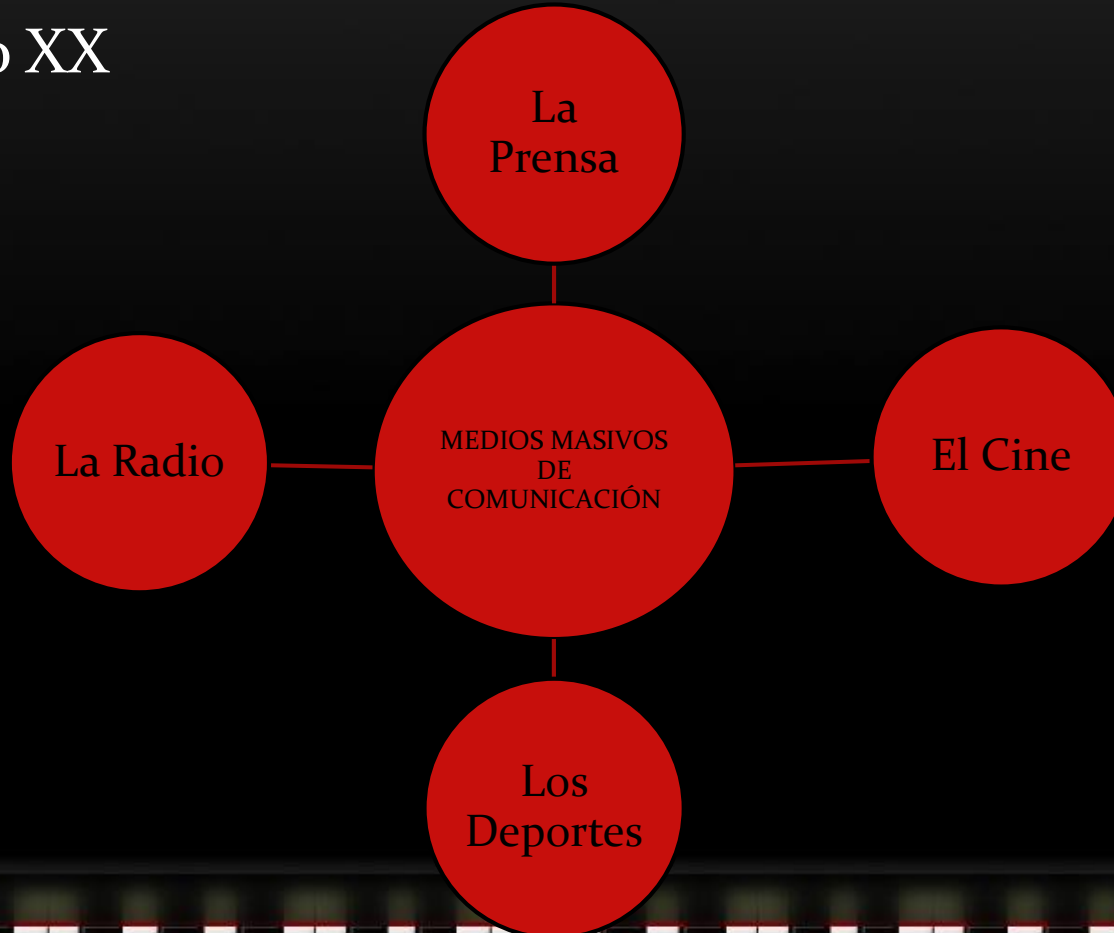 o XX
La
Prensa
La Radio
MEDIOS MASIVOS
DE
COMUNICACIÓN
El Cine
Los
Deportes